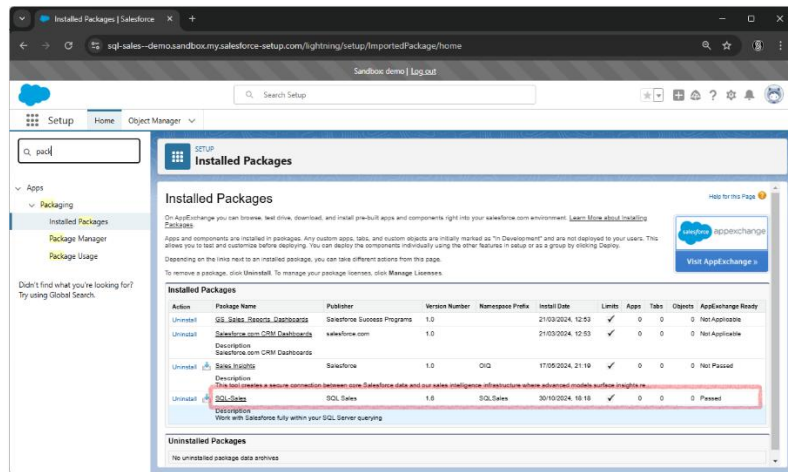 Installed Packages | Salesforce
sql-sales--demo.sandbox.my.salesforce-setup.com/lightning/setup/ImportedPackage/home
Sandbox: demo | Log out
Search Setup
Setup Home Object Manager
pack
SETUP
Installed Packages
Apps
Packaging
Installed Packages
Package Manager
Package Usage
Didn't find what you're looking for?
Try using Global Search.
Installed Packages
Help for this Page
On AppExchange you can browse, test drive, download, and install pre-built apps and components right into your salesforce.com environment. Learn More about Installing
Packages.
Apps and components are installed in packages. Any custom apps, tabs, and custom objects are initially marked as "In Development" and are not deployed to your users. This
allows you to test and customize before deploying. You can deploy the components individually using the other features in setup or as a group by clicking Deploy.
Depending on the links next to an installed package, you can take different actions from this page.
To remove a package, click Uninstall. To manage your package licenses, click Manage Licenses.
salesforce appexchange
Visit AppExchange »
Installed Packages
Action Package Name Publisher Version Number Namespace Prefix Install Date Limits Apps Tabs Objects AppExchange Ready
Uninstall GS Sales Reports Dashboards Salesforce Success Programs 1.0 21/03/2024, 12:53 ✓ 0 0 0 Not Applicable
Uninstall Salesforce.com CRM Dashboards salesforce.com 1.0 21/03/2024, 12:53 ✓ 0 0 0 Not Applicable
Description
Salesforce.com CRM Dashboards
Uninstall Sales Insights Salesforce 1.0 OIQ 17/05/2024, 21:19 ✓ 0 0 0 Not Passed
Description
This tool creates a secure connection between core Salesforce data and our sales intelligence infrastructure where advanced models surface insights re...
Uninstall SQL-Sales SQL Sales 1.6 SQLSales 30/10/2024, 18:18 ✓ 0 0 0 Passed
Description
Work with Salesforce fully within your SQL Server querying
Uninstalled Packages
No uninstalled package data archives